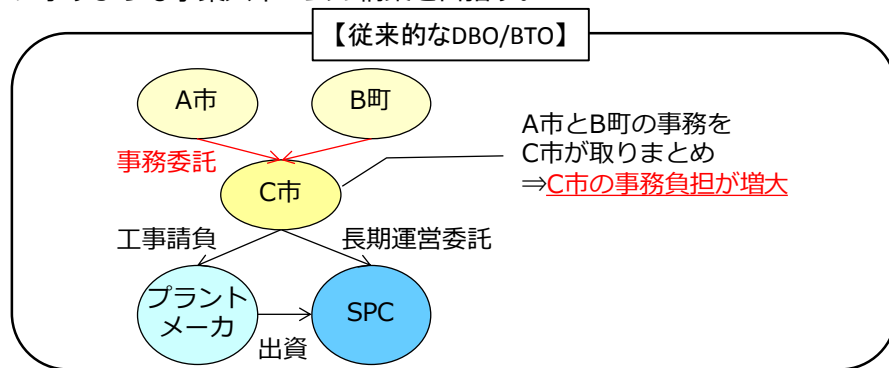 【従来的なDBO/BTO】
A市
B町
事務委託
C市
A市とB町の事務を
C市が取りまとめ
⇒C市の事務負担が増大
工事請負
長期運営委託
プラント
メーカ
SPC
出資